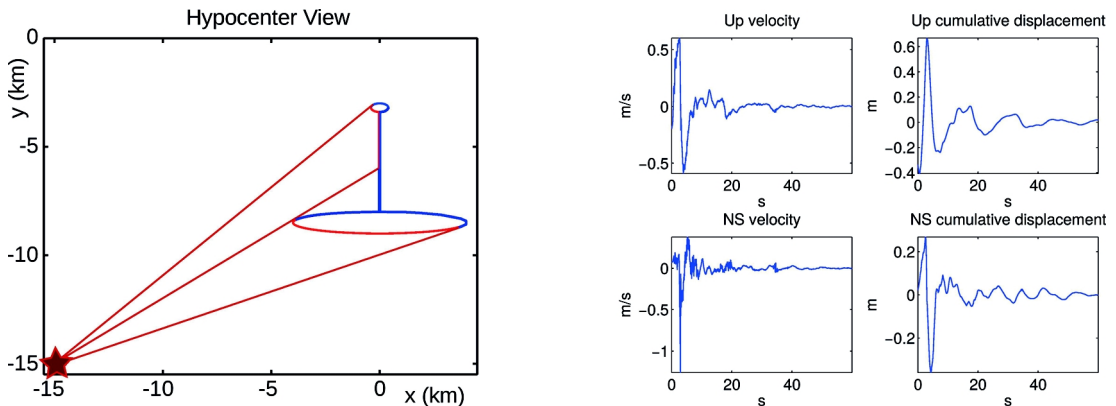 Hypocenter View
y (km)
0
-5
-10
-15
-15
-10
-5
0
x (km)
Up velocity
m/s
0.5
0
−0.5
0
20
40
s
Up cumulative displacement
m
0.6
0.4
0.2
0
−0.2
−0.4
0
20
40
s
NS velocity
m/s
0
−0.5
−1
0
20
40
s
NS cumulative displacement
m
0.2
0
−0.2
0
20
40
s